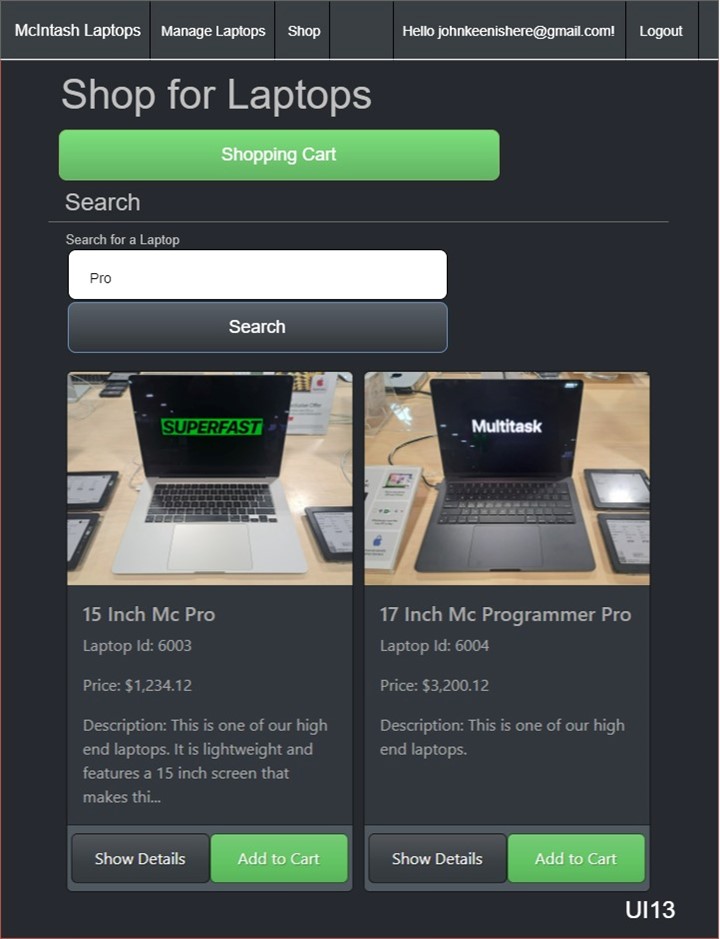 McIntash Laptops
Manage Laptops
Shop
Hello johnkeenishere@gmail.com!
Logout
Shop for Laptops
Shopping Cart
Search
Search for a Laptop
Pro
Search
SUPERFAST
Multitask
15 Inch Mc Pro
Laptop Id: 6003
Price: $1,234.12
Description: This is one of our high
end laptops. It is lightweight and
features a 15 inch screen that
makes thi...
Show Details
Add to Cart
17 Inch Mc Programmer Pro
Laptop Id: 6004
Price: $3,200.12
Description: This is one of our high
end laptops.
Show Details
Add to Cart
UI13